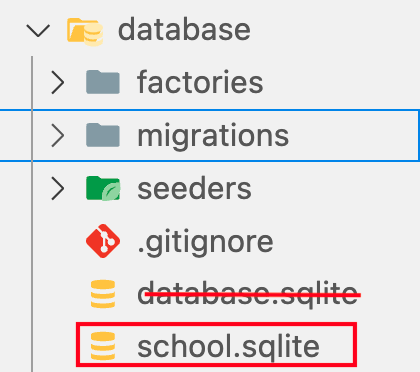 database
factories
migrations
seeders
.gitignore
database.sqlite
school.sqlite